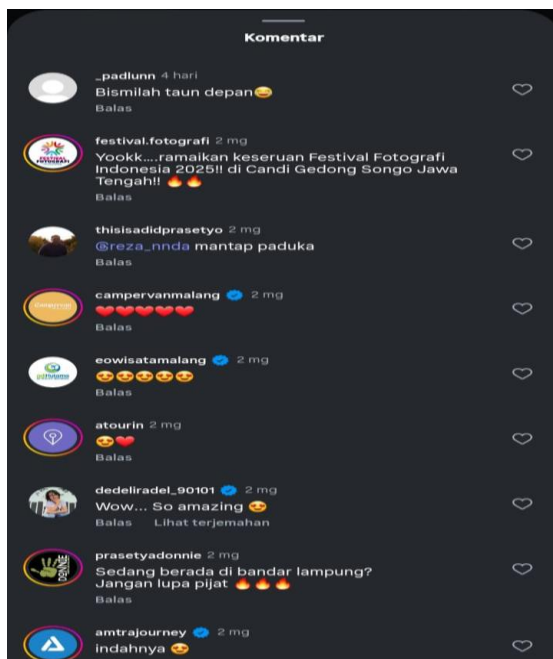 Komentar
_padlunn 4 hari
Bismilah taun depan😂
Balas
festival.fotografi 2 mg
Yookk....ramaikan keseruan Festival Fotografi
Indonesia 2025!! di Candi Gedong Songo Jawa
Tengah!! 🔥🔥
Balas
thisisadidprasetyo 2 mg
@reza_nnda mantap paduka
Balas
campervanmalang 2 mg
❤️❤️❤️❤️❤️
Balas
eowisatamalang 2 mg
😍😍😍😍😍
Balas
atourin 2 mg
😍❤️
Balas
dedeliradel_90101 2 mg
Wow... So amazing 😍
Balas Lihat terjemahan
prasetyadonnie 2 mg
Sedang berada di bandar lampung?
Jangan lupa pijat 🔥🔥🔥
Balas
amtrajourney 2 mg
indahnya 😍